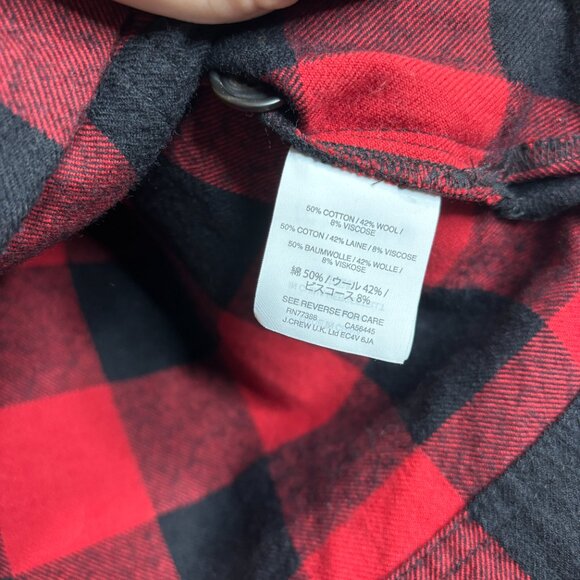 50% COTTON / 42% WOOL /
8% VISCOSE
50% COTON / 42% LAINE / 8% VISCOSE
50% BAUMWOLLE / 42% WOLLE /
8% VISKOSE
綿 50% / ウール 42% /
ビスコース 8%
SEE REVERSE FOR CARE
RN77388 CA56445
J.CREW U.K. Ltd EC4V 6JA